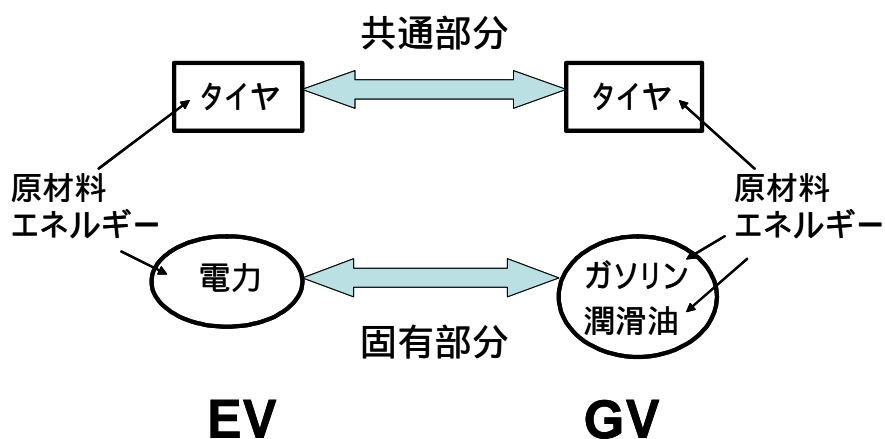 共通部分
タイヤ
タイヤ
原材料
エネルギー
原材料
エネルギー
電力
ガソリン
潤滑油
固有部分
EV
GV